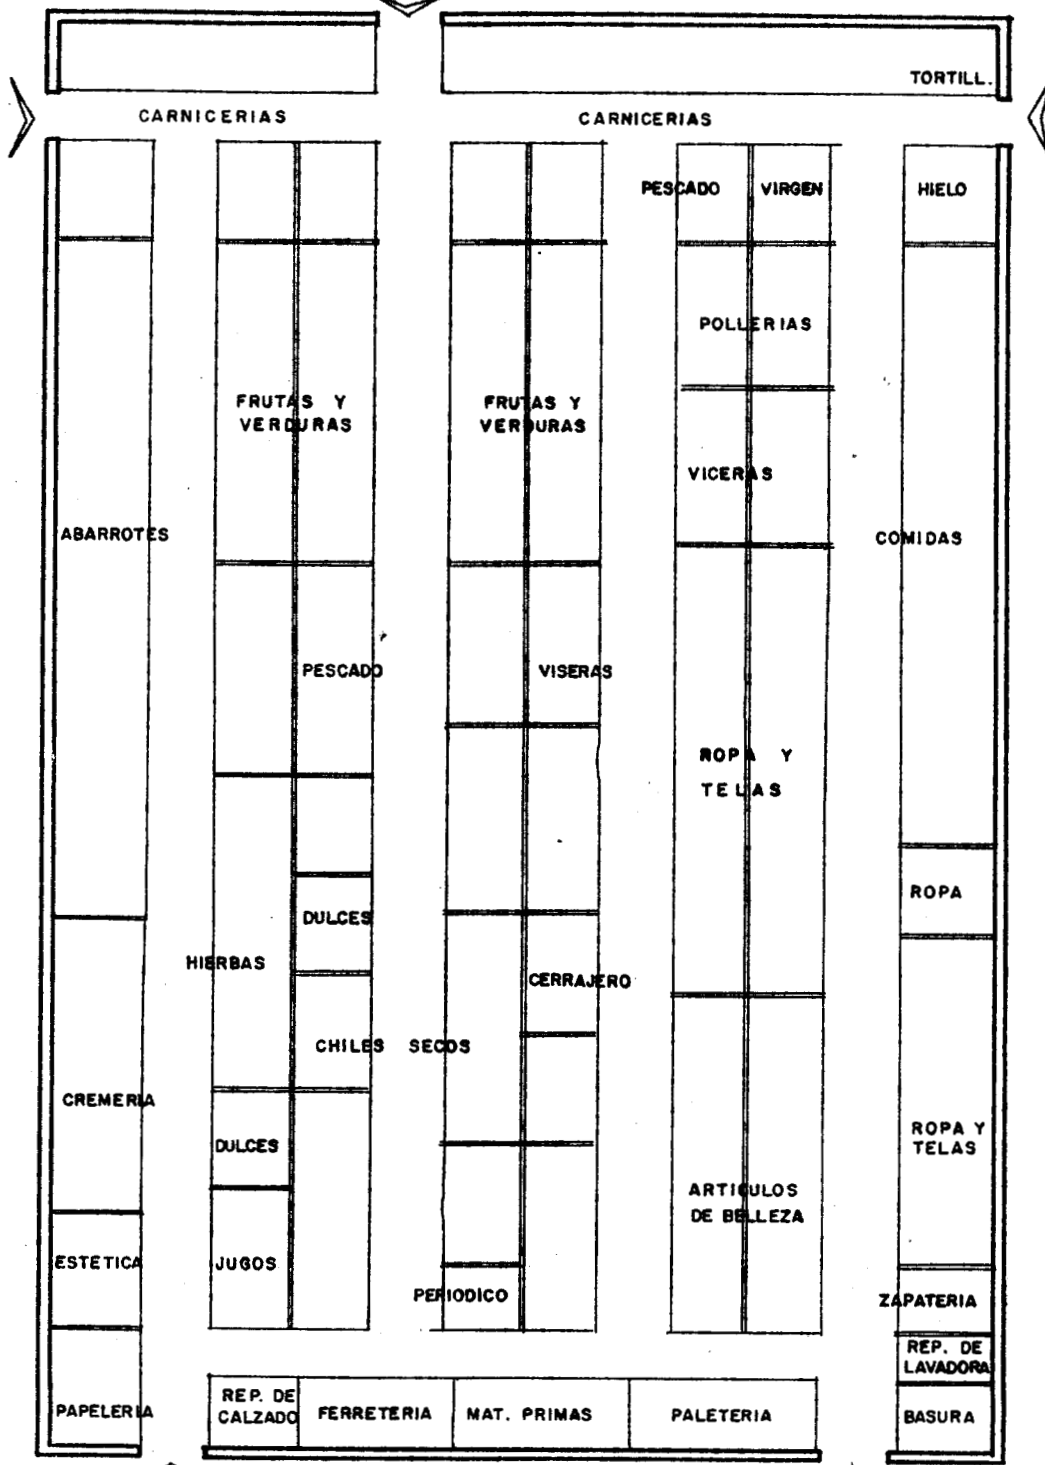 TORTILL.
CARNICERIAS
CARNICERIAS
PESCADO
VIRGEN
HIELO
POLLERIAS
FRUTAS Y
VERDURAS
FRUTAS Y
VERDURAS
VICERAS
ABARROTES
COMIDAS
PESCADO
VISERAS
ROPA Y
TELAS
ROPA
DULCES
HIERBAS
CERRAJERO
CHILES SECOS
CREMERIA
DULCES
ROPA Y
TELAS
ARTICULOS
DE BELLEZA
ESTETICA
JUGOS
PERIODICO
ZAPATERIA
REP. DE
LAVADORA
PAPELERIA
REP. DE
CALZADO
FERRETERIA
MAT. PRIMAS
PALETERIA
BASURA